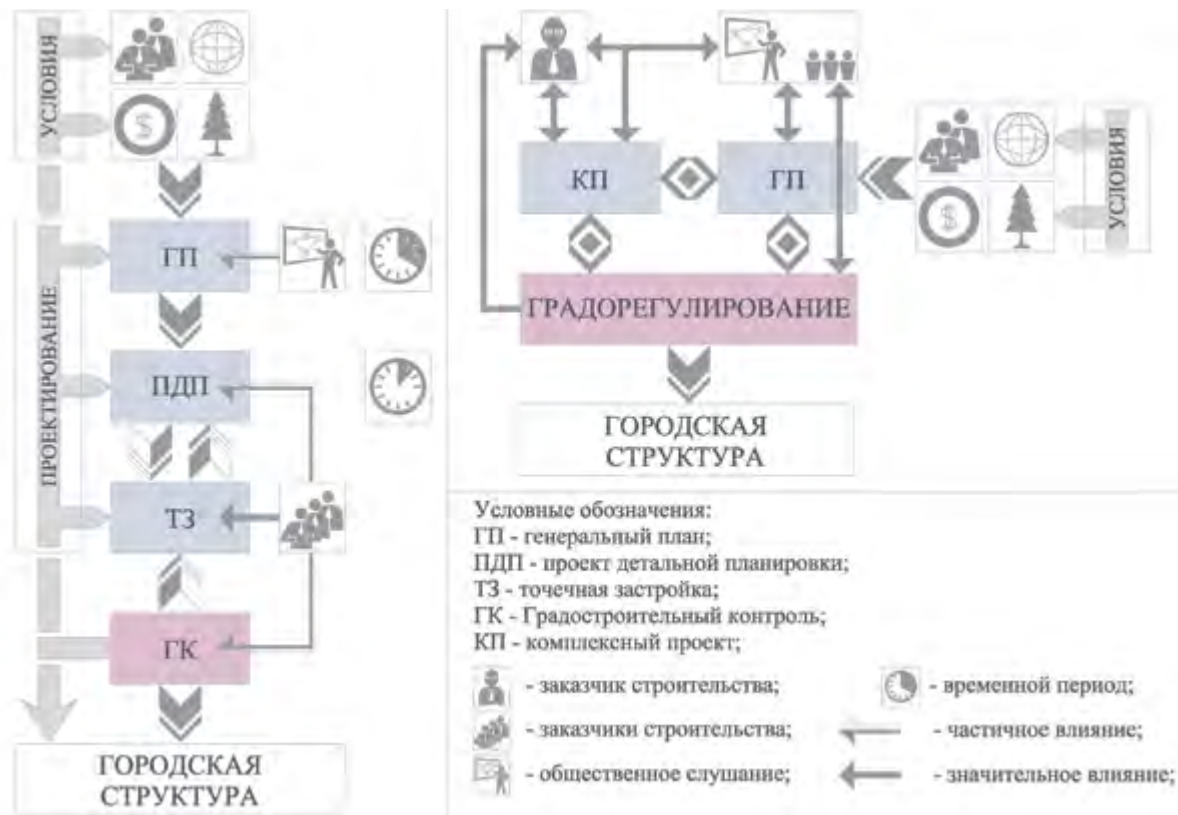 УСЛОВИЯ
$
ГП
ПРОЕКТИРОВАНИЕ
ПДП
ТЗ
ГК
ГОРОДСКАЯ
СТРУКТУРА
КП
ГП
$
УСЛОВИЯ
ГРАДОРЕГУЛИРОВАНИЕ
ГОРОДСКАЯ
СТРУКТУРА
Условные обозначения:
ГП - генеральный план;
ПДП - проект детальной планировки;
ТЗ - точечная застройка;
ГК - Градостроительный контроль;
КП - комплексный проект;
- заказчик строительства;
- заказчики строительства;
- общественное слушание;
- временной период;
- частичное влияние;
- значительное влияние;